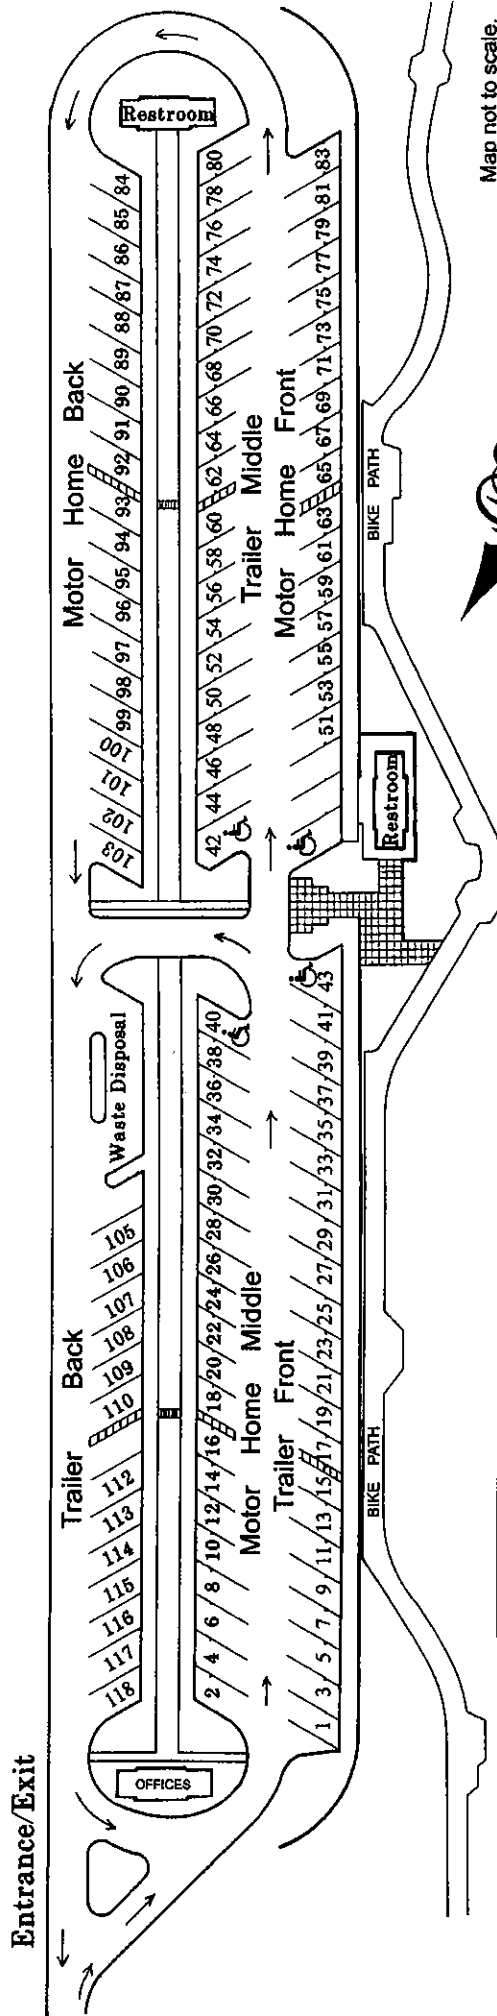 Entrance/Exit
Trailer Back
Motor Home Back
118 117 116 115 114 113 112 110 109 108 107 106 105
Waste Disposal
103 102 101 100 99 98 97 96 95 94 93 92 91 90 89 88 87 86 85 84
OFFICES
Restroom
2 4 6 8 10 12 14 16 18 20 22 24 26 28 30 32 34 36 38 40
42 44 46 48 50 52 54 56 58 60 62 64 66 68 70 72 74 76 78 80
Motor Home Middle
Trailer Middle
Trailer Front
Motor Home Front
1 3 5 7 9 11 13 15 17 19 21 23 25 27 29 31 33 35 37 39 41 43
51 53 55 57 59 61 63 65 67 69 71 73 75 77 79 81 83
BIKE PATH
Restroom
BIKE PATH
Map not to scale.